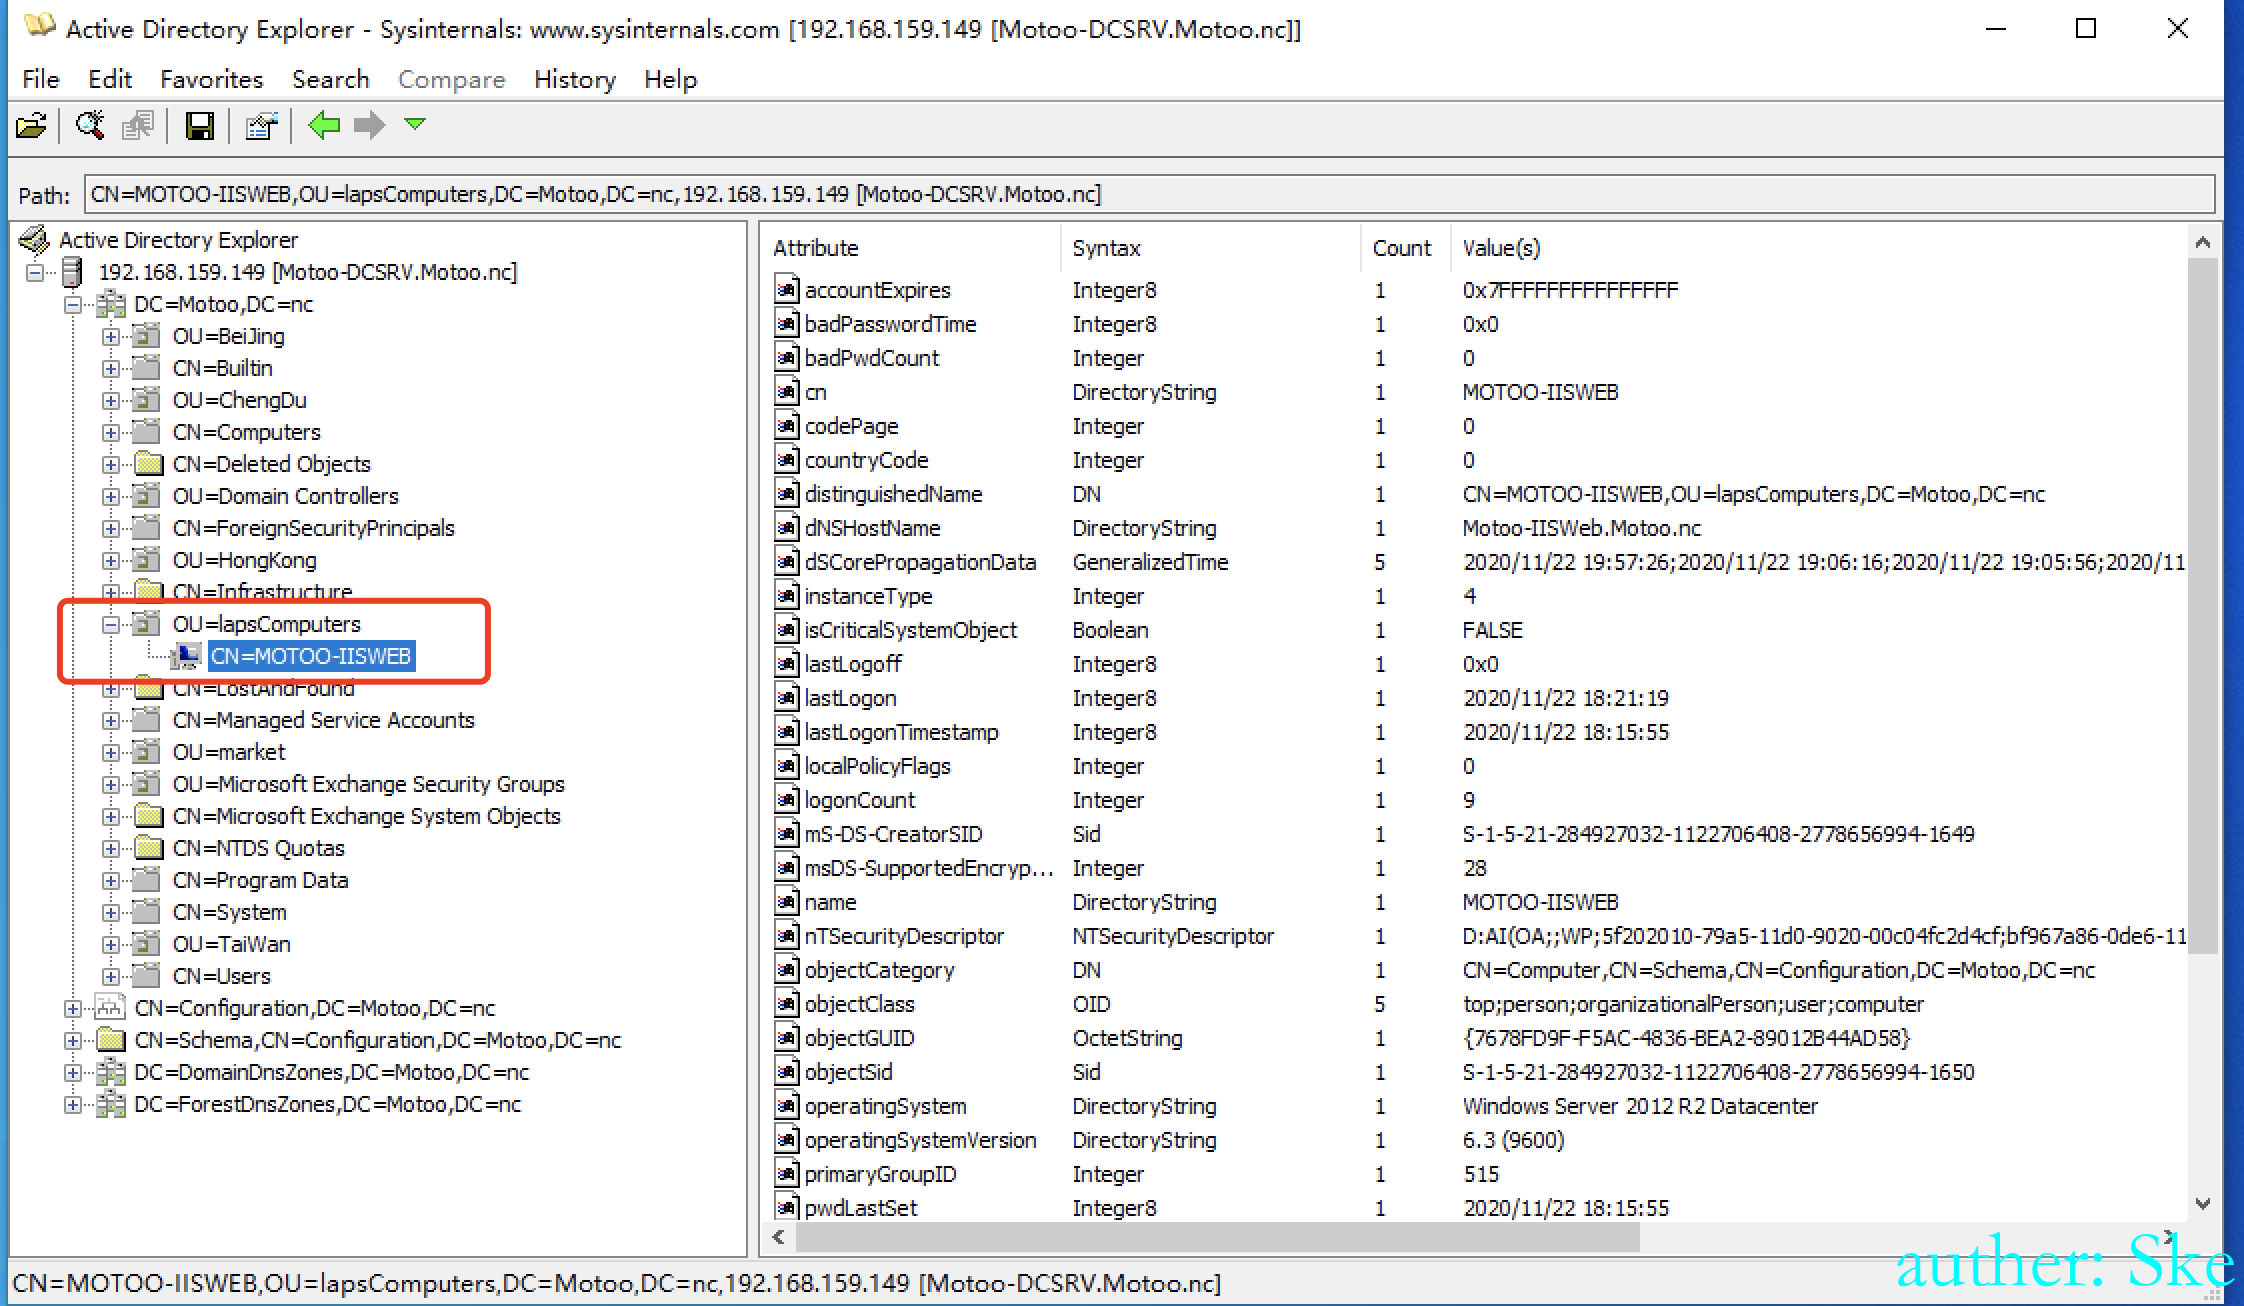 Active Directory Explorer - Sysinternals: www.sysinternals.com [192.168.159.149 [Motoo-DCSRV.Motoo.nc]]
File Edit Favorites Search Compare History Help
Path: CN=MOTOO-IISWEB,OU=lapsComputers,DC=Motoo,DC=nc,192.168.159.149 [Motoo-DCSRV.Motoo.nc]
Active Directory Explorer
192.168.159.149 [Motoo-DCSRV.Motoo.nc]
DC=Motoo,DC=nc
OU=BeiJing
CN=Builtin
OU=ChengDu
CN=Computers
CN=Deleted Objects
OU=Domain Controllers
CN=ForeignSecurityPrincipals
OU=HongKong
CN=Infrastructure
OU=lapsComputers
CN=MOTOO-IISWEB
CN=LostAndFound
CN=Managed Service Accounts
OU=market
OU=Microsoft Exchange Security Groups
CN=Microsoft Exchange System Objects
CN=NTDS Quotas
CN=Program Data
CN=System
OU=TaiWan
CN=Users
CN=Configuration,DC=Motoo,DC=nc
CN=Schema,CN=Configuration,DC=Motoo,DC=nc
DC=DomainDnsZones,DC=Motoo,DC=nc
DC=ForestDnsZones,DC=Motoo,DC=nc
Attribute Syntax Count Value(s)
accountExpires Integer8 1 0x7FFFFFFFFFFFFFFF
badPasswordTime Integer8 1 0x0
badPwdCount Integer 1 0
cn DirectoryString 1 MOTOO-IISWEB
codePage Integer 1 0
countryCode Integer 1 0
distinguishedName DN 1 CN=MOTOO-IISWEB,OU=lapsComputers,DC=Motoo,DC=nc
dNSHostName DirectoryString 1 Motoo-IISWeb.Motoo.nc
dSCorePropagationData GeneralizedTime 5 2020/11/22 19:57:26;2020/11/22 19:06:16;2020/11/22 19:05:56;2020/11
instanceType Integer 1 4
isCriticalSystemObject Boolean 1 FALSE
lastLogoff Integer8 1 0x0
lastLogon Integer8 1 2020/11/22 18:21:19
lastLogonTimestamp Integer8 1 2020/11/22 18:15:55
localPolicyFlags Integer 1 0
logonCount Integer 1 9
mS-DS-CreatorSID Sid 1 S-1-5-21-284927032-1122706408-2778656994-1649
msDS-SupportedEncryp... Integer 1 28
name DirectoryString 1 MOTOO-IISWEB
nTSecurityDescriptor NTSecurityDescriptor 1 D:AI(OA;;WP;5f202010-79a5-11d0-9020-00c04fc2d4cf;bf967a86-0de6-11
objectCategory DN 1 CN=Computer,CN=Schema,CN=Configuration,DC=Motoo,DC=nc
objectClass OID 5 top;person;organizationalPerson;user;computer
objectGUID OctetString 1 {7678FD9F-F5AC-4836-BEA2-89012B44AD58}
objectSid Sid 1 S-1-5-21-284927032-1122706408-2778656994-1650
operatingSystem DirectoryString 1 Windows Server 2012 R2 Datacenter
operatingSystemVersion DirectoryString 1 6.3 (9600)
primaryGroupID Integer 1 515
pwdLastSet Integer8 1 2020/11/22 18:15:55
CN=MOTOO-IISWEB,OU=lapsComputers,DC=Motoo,DC=nc,192.168.159.149 [Motoo-DCSRV.Motoo.nc]
auther: Ske